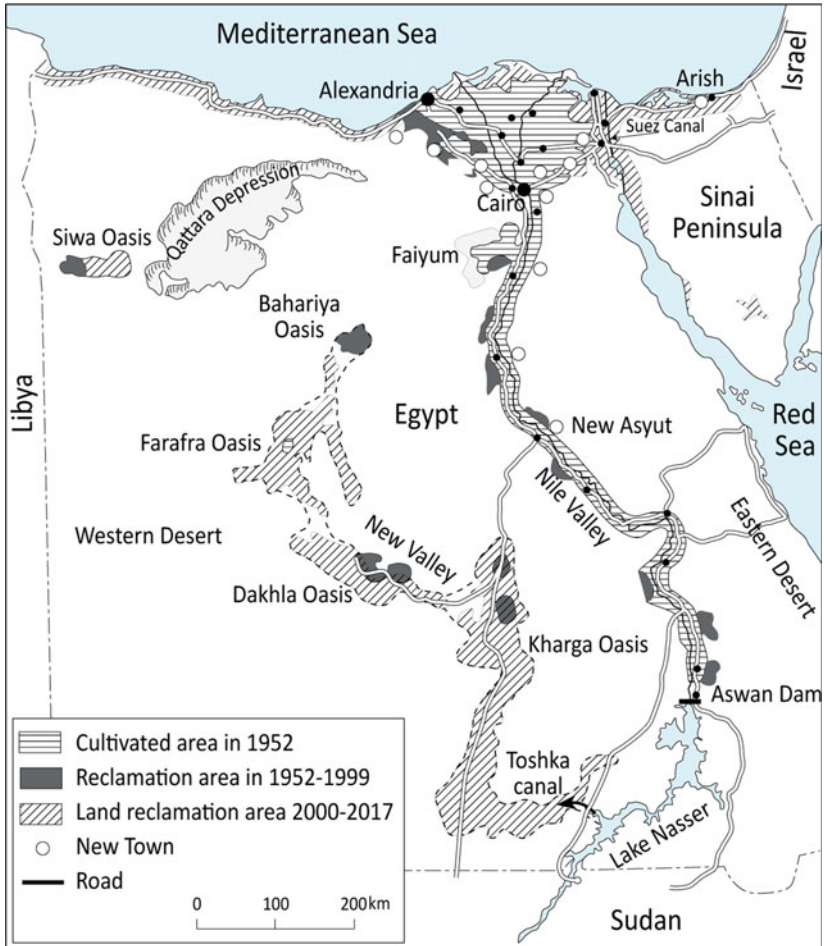 Mediterranean Sea
Alexandria
Arish
Israel
Suez Canal
Cairo
Sinai
Peninsula
Qattara Depression
Siwa Oasis
Faiyum
Bahariya
Oasis
Libya
Egypt
Red
Sea
Farafra Oasis
New Asyut
Nile Valley
Eastern Desert
Western Desert
New Valley
Dakhla Oasis
Kharga Oasis
Aswan Dam
Toshka
canal
Lake Nasser
Sudan
Cultivated area in 1952
Reclamation area in 1952-1999
Land reclamation area 2000-2017
New Town
Road
0 100 200 km